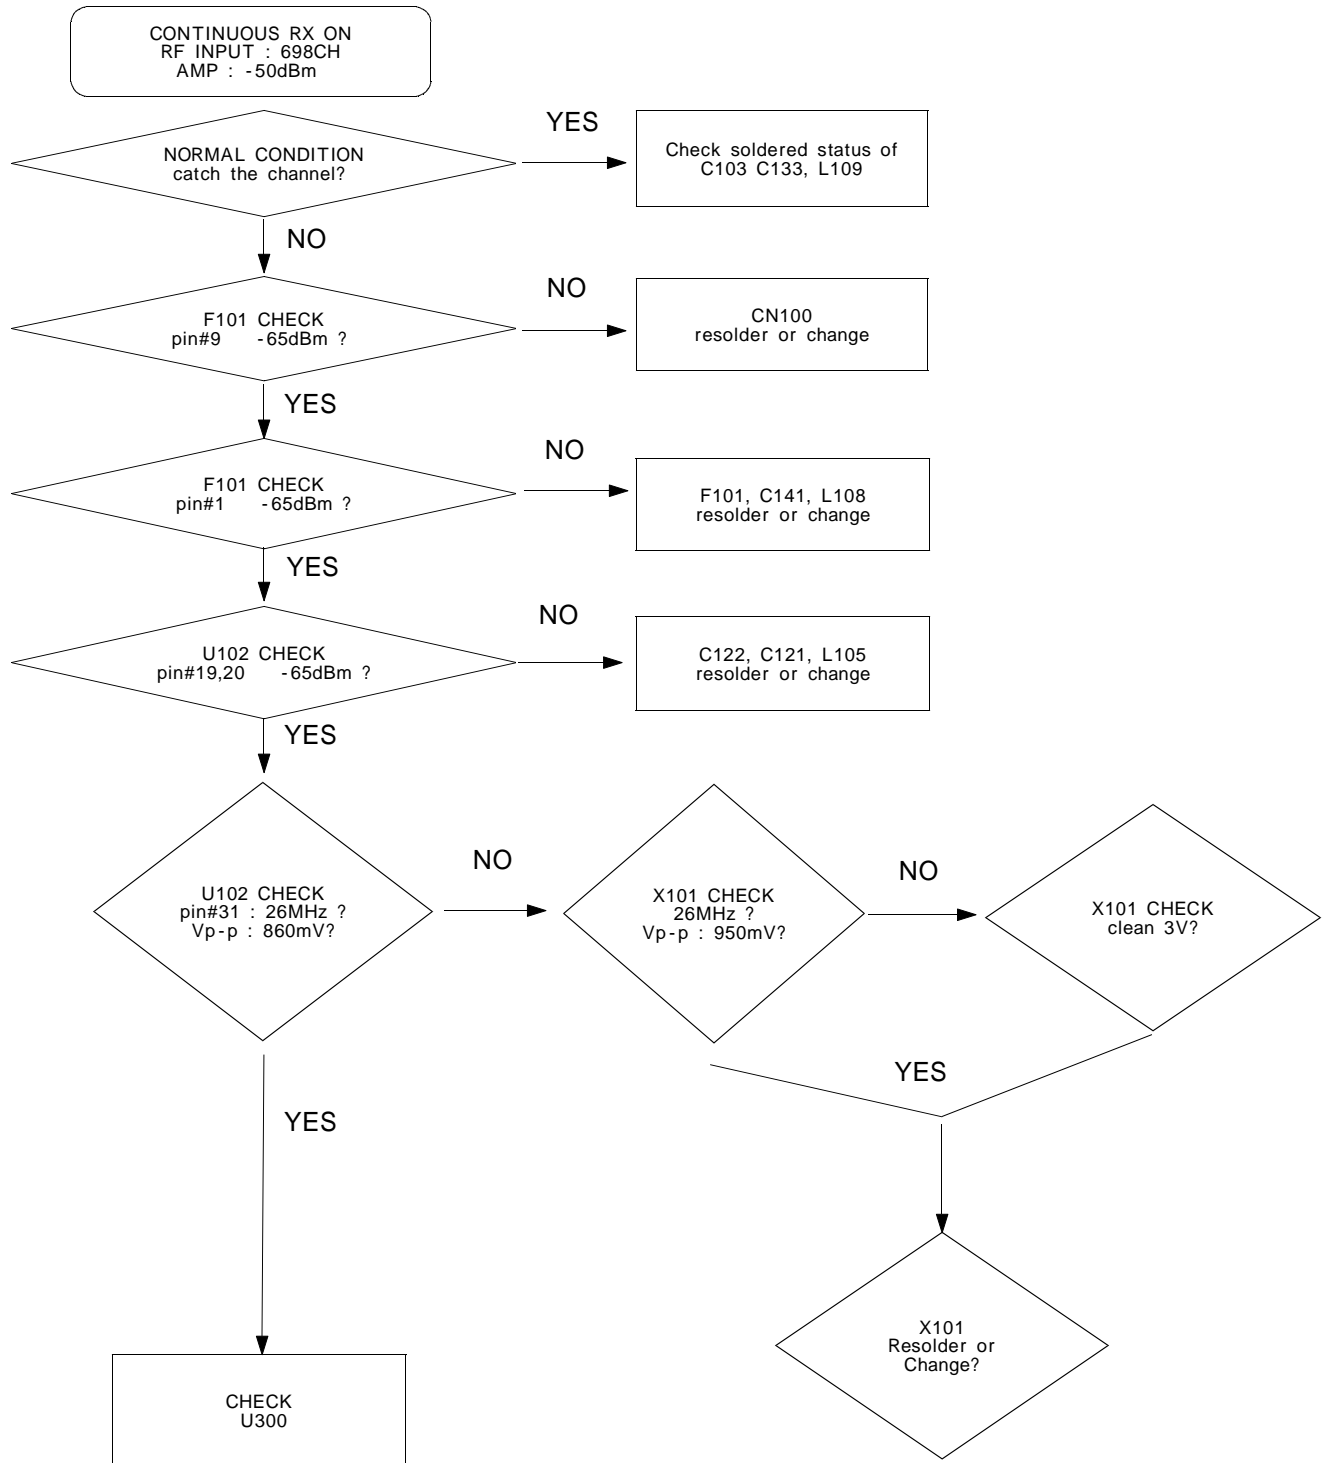 CONTINUOUS RX ON
RF INPUT : 698CH
AMP : -50dBm
NORMAL CONDITION
catch the channel?
YES
Check soldered status of
C103 C133, L109
NO
F101 CHECK
pin#9 -65dBm ?
NO
CN100
resolder or change
YES
F101 CHECK
pin#1 -65dBm ?
NO
F101, C141, L108
resolder or change
YES
U102 CHECK
pin#19,20 -65dBm ?
NO
C122, C121, L105
resolder or change
YES
U102 CHECK
pin#31 : 26MHz ?
Vp-p : 860mV?
NO
X101 CHECK
26MHz ?
Vp-p : 950mV?
NO
X101 CHECK
clean 3V?
YES
YES
X101
Resolder or
Change?
CHECK
U300